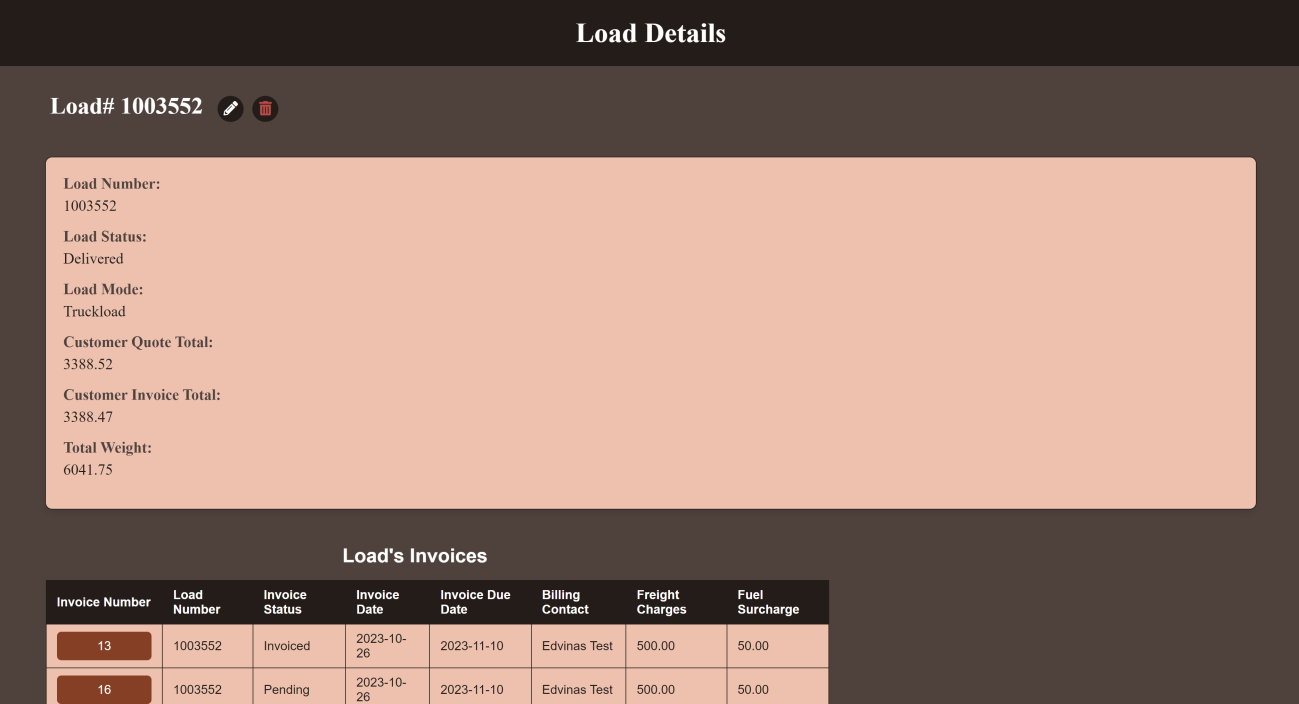 Load Details
Load# 1003552
Load Number:
1003552
Load Status:
Delivered
Load Mode:
Truckload
Customer Quote Total:
3388.52
Customer Invoice Total:
3388.47
Total Weight:
6041.75
Load's Invoices
Invoice Number Load Number Invoice Status Invoice Date Invoice Due Date Billing Contact Freight Charges Fuel Surcharge
13 1003552 Invoiced 2023-10-26 2023-11-10 Edvinas Test 500.00 50.00
16 1003552 Pending 2023-10-26 2023-11-10 Edvinas Test 500.00 50.00